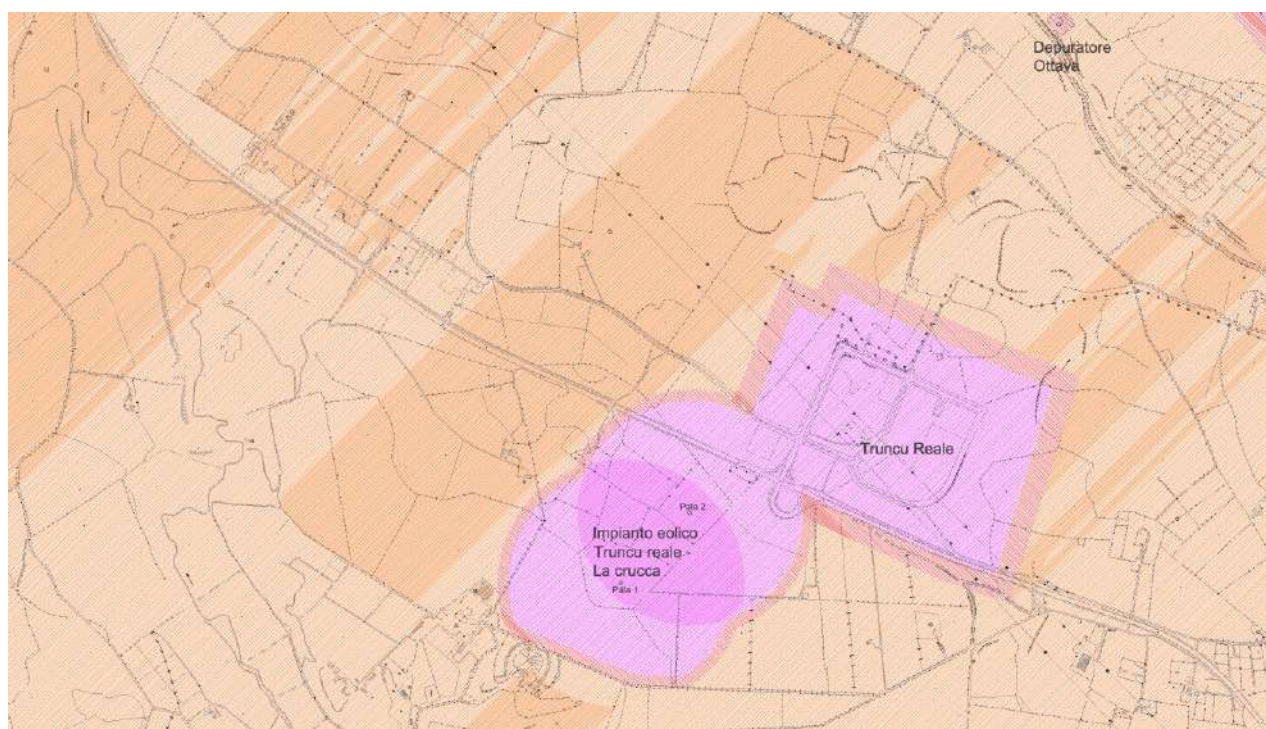 Depuratore
Ottava
Truncu Reale
Pala 2
Impianto eolico
Truncu reale -
La crucca
Pala 1